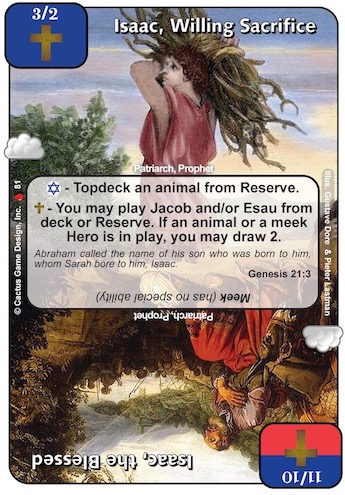 3/2
Isaac, Willing Sacrifice
Patriarch, Prophet
✡ - Topdeck an animal from Reserve.
✝ - You may play Jacob and/or Esau from
deck or Reserve. If an animal or a meek
Hero is in play, you may draw 2.
Abraham called the name of his son who was born to him,
whom Sarah bore to him, Isaac.
Genesis 21:3
Meek (has no special ability)
Patriarch, Prophet
© Cactus Game Design, Inc. 81
Illus. Gustave Dore & Pieter Lastman
Isaac, the Blessed
11/10